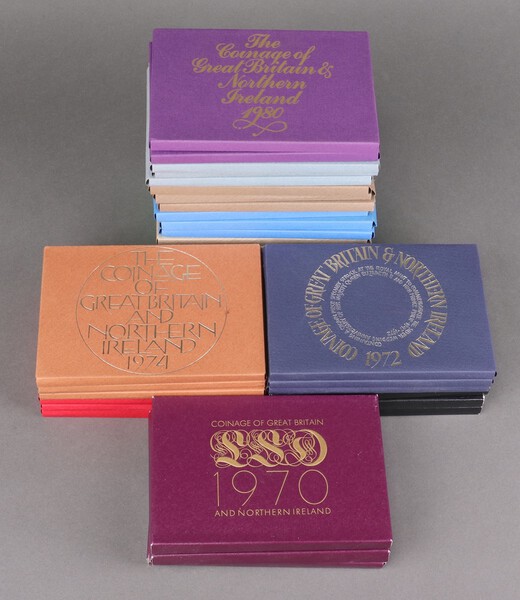 The
Coinage of
Great Britain &
Northern
Ireland
1980
THE
COINAGE
OF
GREAT BRITAIN
AND
NORTHERN
IRELAND
1974
COINAGE OF GREAT BRITAIN & NORTHERN IRELAND
1972
COINAGE OF GREAT BRITAIN
LSD
1970
AND NORTHERN IRELAND